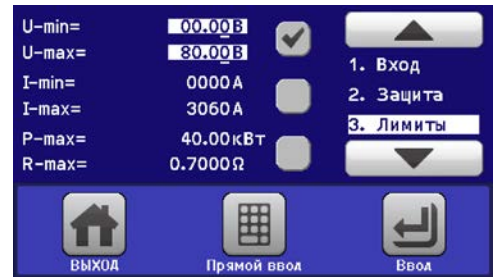 U-min= 00.00В
U-max= 80.00В
I-min= 0000А
I-max= 3060А
P-max= 40.00кВт
R-max= 0.7000Ω
1. Вход
2. Защита
3. Лимиты
ВЫХОД
Прямой ввод
Ввод